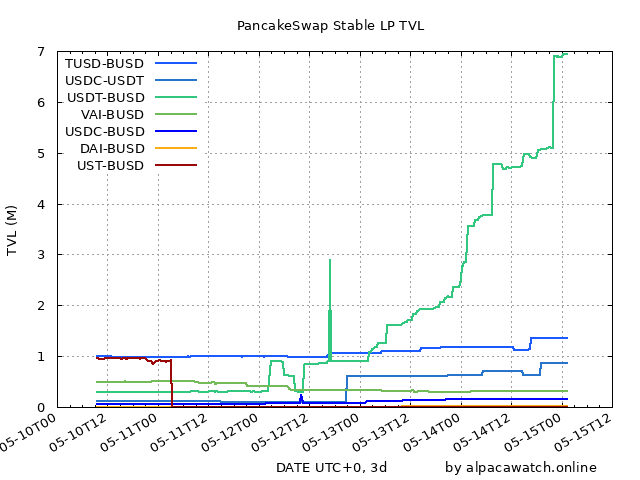 PancakeSwap Stable LP TVL
7
6
5
4
3
2
1
0
TVL (M)
TUSD-BUSD
USDC-USDT
USDT-BUSD
VAI-BUSD
USDC-BUSD
DAI-BUSD
UST-BUSD
05-10T00
05-10T12
05-11T00
05-11T12
05-12T00
05-12T12
05-13T00
05-13T12
05-14T00
05-14T12
05-15T00
05-15T12
DATE UTC+0, 3d
by alpacawatch.online